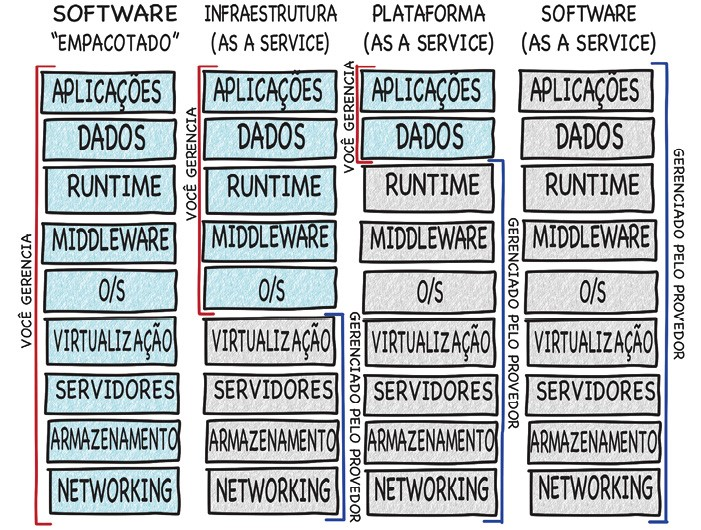 SOFTWARE
"EMPACOTADO"
VOCÊ GERENCIA
APLICAÇÕES
DADOS
RUNTIME
MIDDLEWARE
O/S
VIRTUALIZAÇÃO
SERVIDORES
ARMAZENAMENTO
NETWORKING
INFRAESTRUTURA
(AS A SERVICE)
VOCÊ GERENCIA
APLICAÇÕES
DADOS
RUNTIME
MIDDLEWARE
O/S
VIRTUALIZAÇÃO
SERVIDORES
ARMAZENAMENTO
NETWORKING
GERENCIADO PELO PROVEDOR
PLATAFORMA
(AS A SERVICE)
VOCÊ GERENCIA
APLICAÇÕES
DADOS
RUNTIME
MIDDLEWARE
O/S
VIRTUALIZAÇÃO
SERVIDORES
ARMAZENAMENTO
NETWORKING
GERENCIADO PELO PROVEDOR
SOFTWARE
(AS A SERVICE)
APLICAÇÕES
DADOS
RUNTIME
MIDDLEWARE
O/S
VIRTUALIZAÇÃO
SERVIDORES
ARMAZENAMENTO
NETWORKING
GERENCIADO PELO PROVEDOR